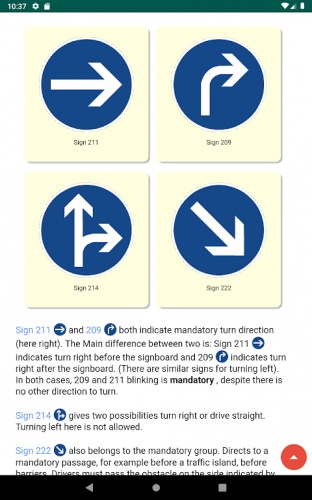 10:37
Sign 211
Sign 209
Sign 214
Sign 222
Sign 211 and 209 both indicate mandatory turn direction
(here right). The Main difference between two is: Sign 211
indicates turn right before the signboard and 209 indicates turn
right after the signboard. (There are similar signs for turning left).
In both cases, 209 and 211 blinking is mandatory , despite there is
no other direction to turn.
Sign 214 gives two possibilities turn right or drive straight.
Turning left here is not allowed.
Sign 222 also belongs to the mandatory group. Directs to a
mandatory passage, for example before a traffic island, before
barriers. Drivers must pass the obstacle on the side indicated by